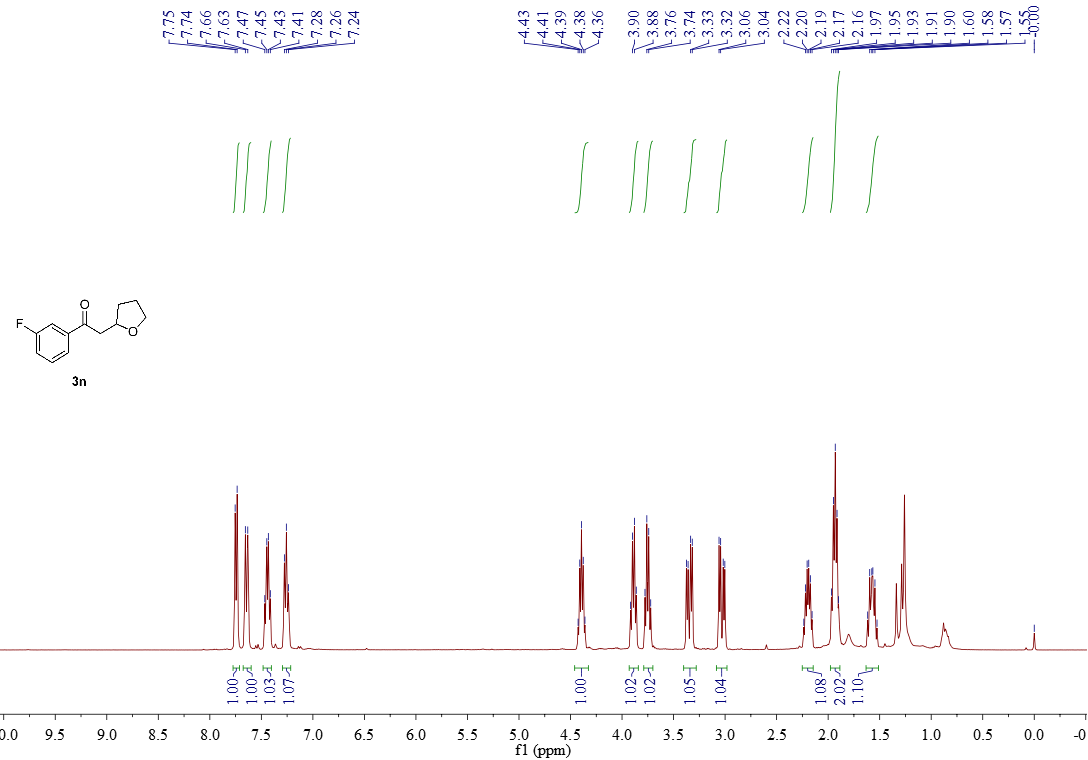 7.75 7.74 7.66 7.63 7.47 7.45 7.43 7.41 7.28 7.26 7.24 4.43 4.41 4.39 4.38 4.36 3.90 3.88 3.76 3.74 3.33 3.32 3.06 3.04 2.22 2.20 2.19 2.17 2.16 1.97 1.95 1.93 1.91 1.90 1.60 1.58 1.57 1.55 -0.00
O
F
O
3n
1.00 1.00 1.03 1.07 1.00 1.02 1.02 1.05 1.04 1.08 2.02 1.10
0.0 9.5 9.0 8.5 8.0 7.5 7.0 6.5 6.0 5.5 5.0 4.5 4.0 3.5 3.0 2.5 2.0 1.5 1.0 0.5 0.0 -0
f1 (ppm)